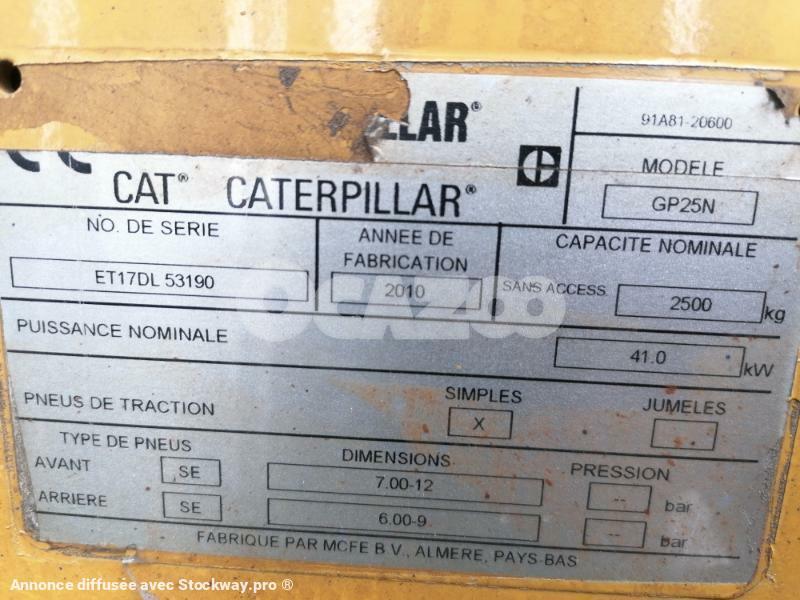 LLAR®
91A81-20600
CE
CAT® CATERPILLAR®
MODELE
GP25N
NO. DE SERIE
ET17DL 53190
ANNEE DE
FABRICATION
2010
CAPACITE NOMINALE
SANS ACCESS 2500 kg
OCAZOO
PUISSANCE NOMINALE 41.0 kW
PNEUS DE TRACTION
SIMPLES
X
JUMELES
TYPE DE PNEUS
DIMENSIONS
PRESSION
AVANT SE 7.00-12 -- bar
ARRIERE SE 6.00-9 -- bar
FABRIQUE PAR MCFE B.V., ALMERE, PAYS-BAS
Annonce diffusée avec Stockway.pro ®